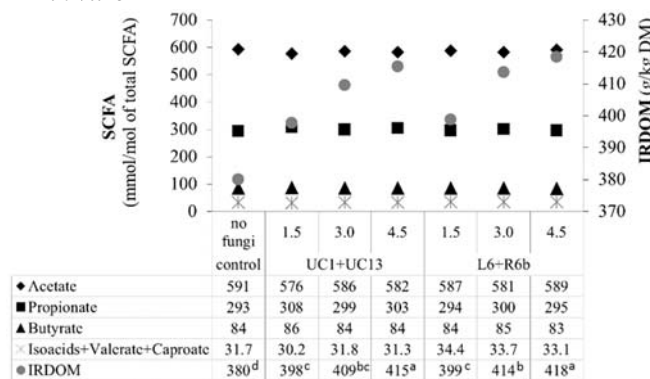 SCFA
(mmol/mol of total SCFA)
700
600
500
400
300
200
100
0
430
420
410
400
390
380
370
IRDOM (g/kg DM)
no fungi 1.5 3.0 4.5 1.5 3.0 4.5
control UC1+UC13 L6+R6b
Acetate 591 576 586 582 587 581 589
Propionate 293 308 299 303 294 300 295
Butyrate 84 86 84 84 84 85 83
Isoacids+Valerate+Caproate 31.7 30.2 31.8 31.3 34.4 33.7 33.1
IRDOM 380d 398c 409bc 415a 399c 414b 418a